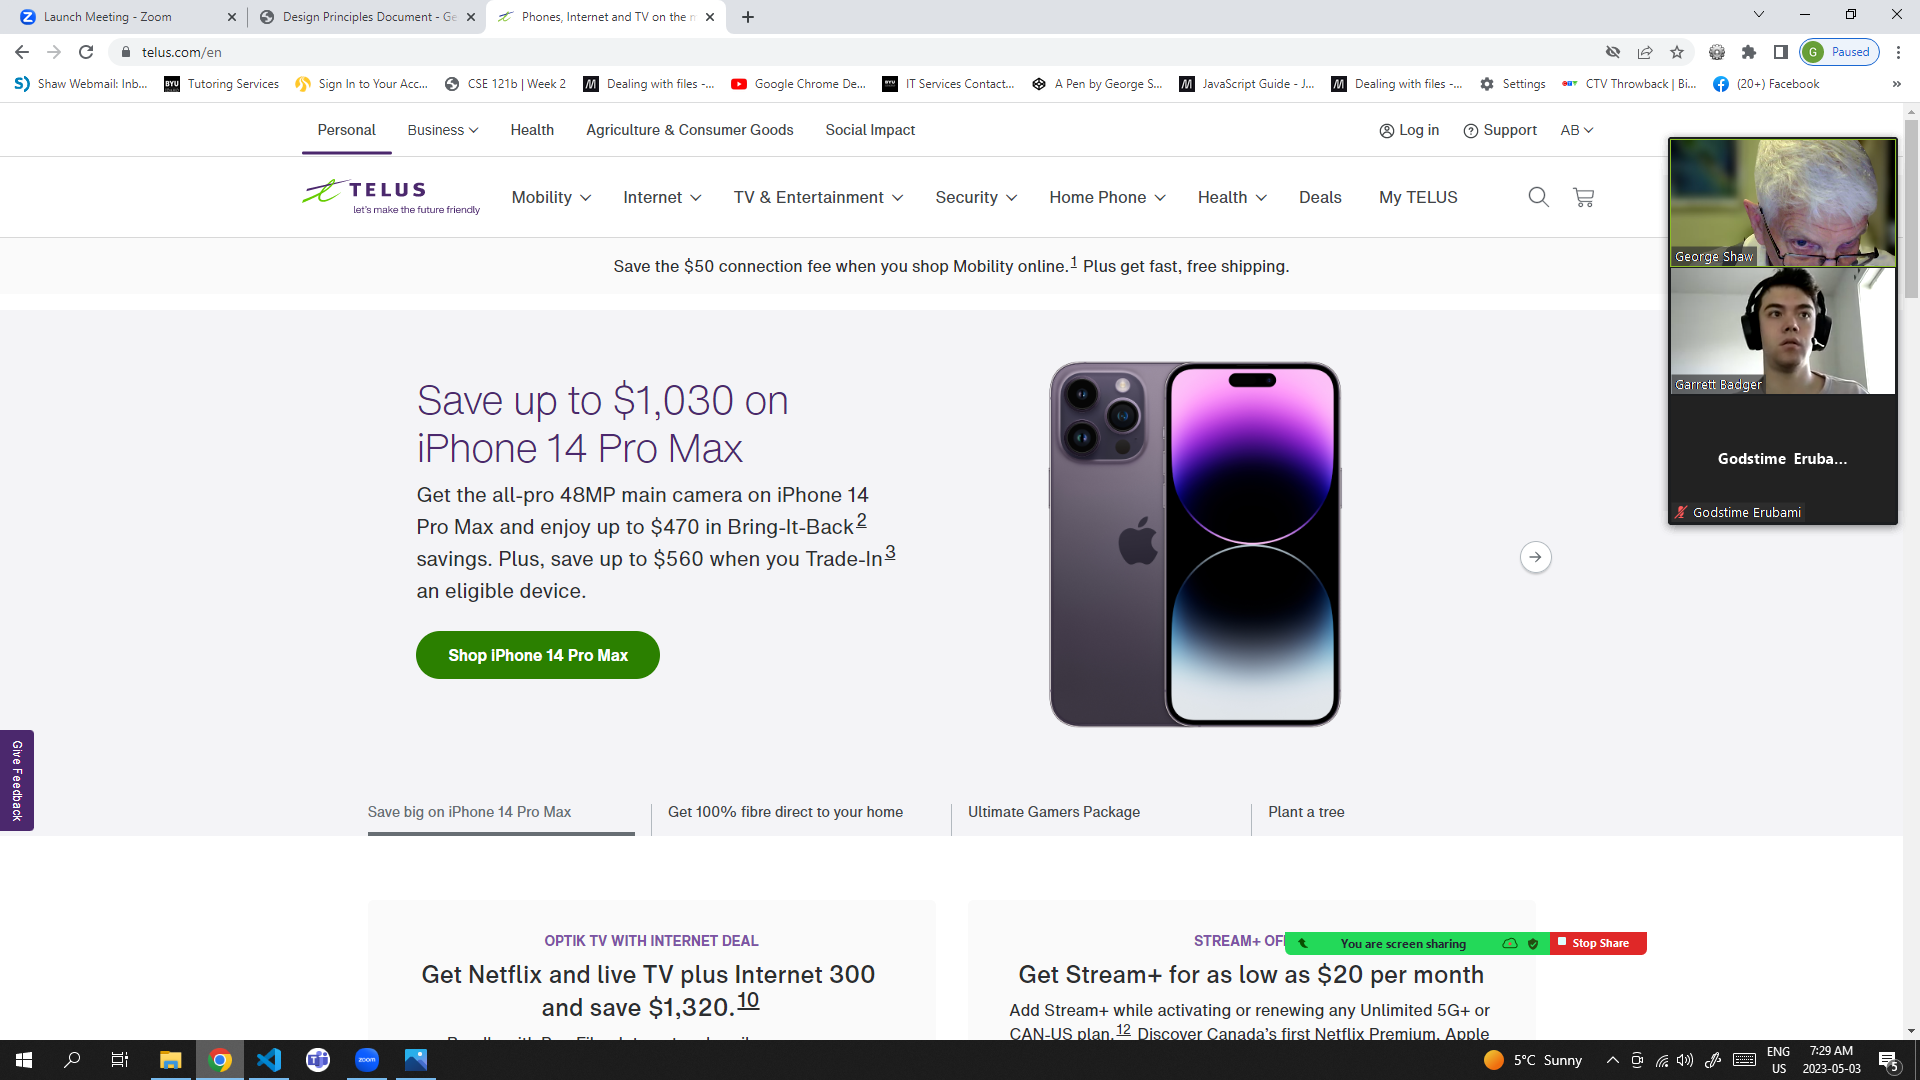 Launch Meeting - Zoom
Design Principles Document - Ge
Phones, Internet and TV on the m
telus.com/en
Paused
Shaw Webmail: Inb...
Tutoring Services
Sign In to Your Acc...
CSE 121b | Week 2
Dealing with files -...
Google Chrome De...
IT Services Contact...
A Pen by George S...
JavaScript Guide - J...
Dealing with files -...
Settings
CTV Throwback | Bi...
(20+) Facebook
Personal
Business
Health
Agriculture & Consumer Goods
Social Impact
Log in
Support
AB
TELUS
let's make the future friendly
Mobility
Internet
TV & Entertainment
Security
Home Phone
Health
Deals
My TELUS
Save the $50 connection fee when you shop Mobility online.1 Plus get fast, free shipping.
George Shaw
Garrett Badger
Godstime Eruba...
Godstime Erubami
Save up to $1,030 on
iPhone 14 Pro Max
Get the all-pro 48MP main camera on iPhone 14
Pro Max and enjoy up to $470 in Bring-It-Back2
savings. Plus, save up to $560 when you Trade-In3
an eligible device.
Shop iPhone 14 Pro Max
Give Feedback
Save big on iPhone 14 Pro Max
Get 100% fibre direct to your home
Ultimate Gamers Package
Plant a tree
OPTIK TV WITH INTERNET DEAL
Get Netflix and live TV plus Internet 300
and save $1,320.10
STREAM+ OF
You are screen sharing
Stop Share
Get Stream+ for as low as $20 per month
Add Stream+ while activating or renewing any Unlimited 5G+ or
CAN-US plan.12 Discover Canada's first Netflix Premium, Apple
5°C Sunny
ENG
US
7:29 AM
2023-05-03
5